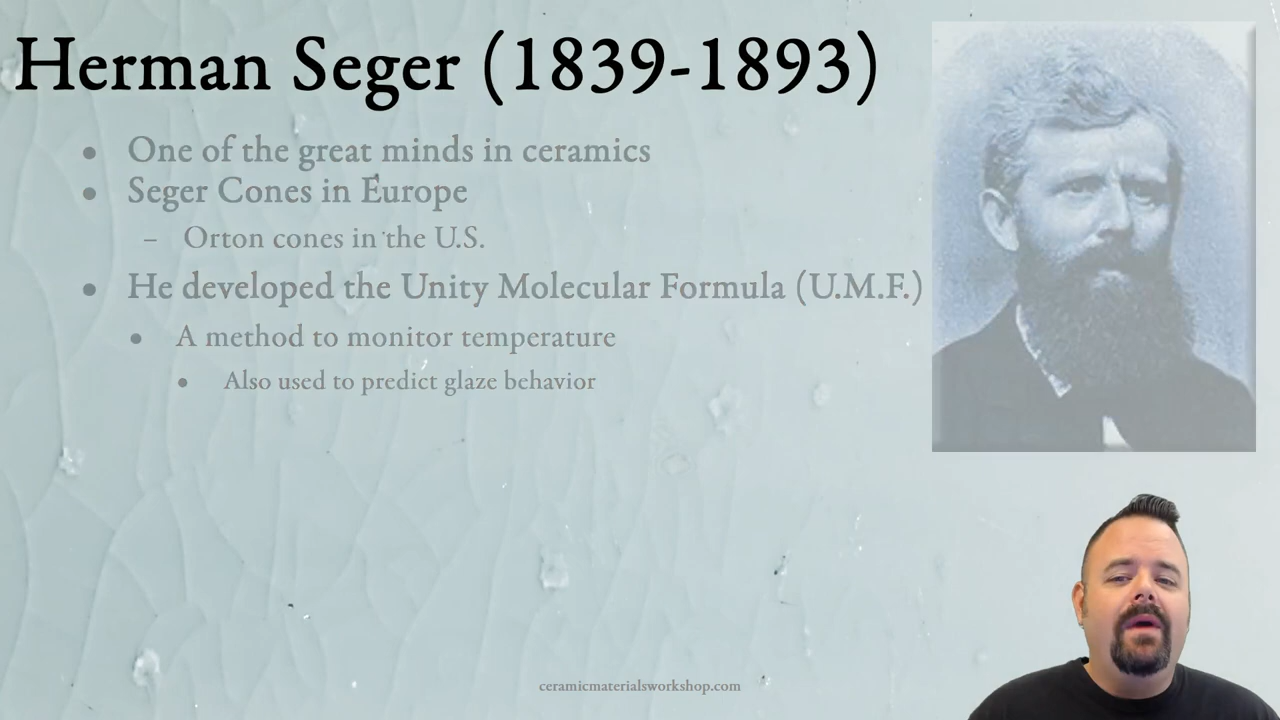 Herman Seger (1839-1893)
• One of the great minds in ceramics
• Seger Cones in Europe
– Orton cones in the U.S.
• He developed the Unity Molecular Formula (U.M.F.)
• A method to monitor temperature
• Also used to predict glaze behavior
ceramicmaterialsworkshop.com